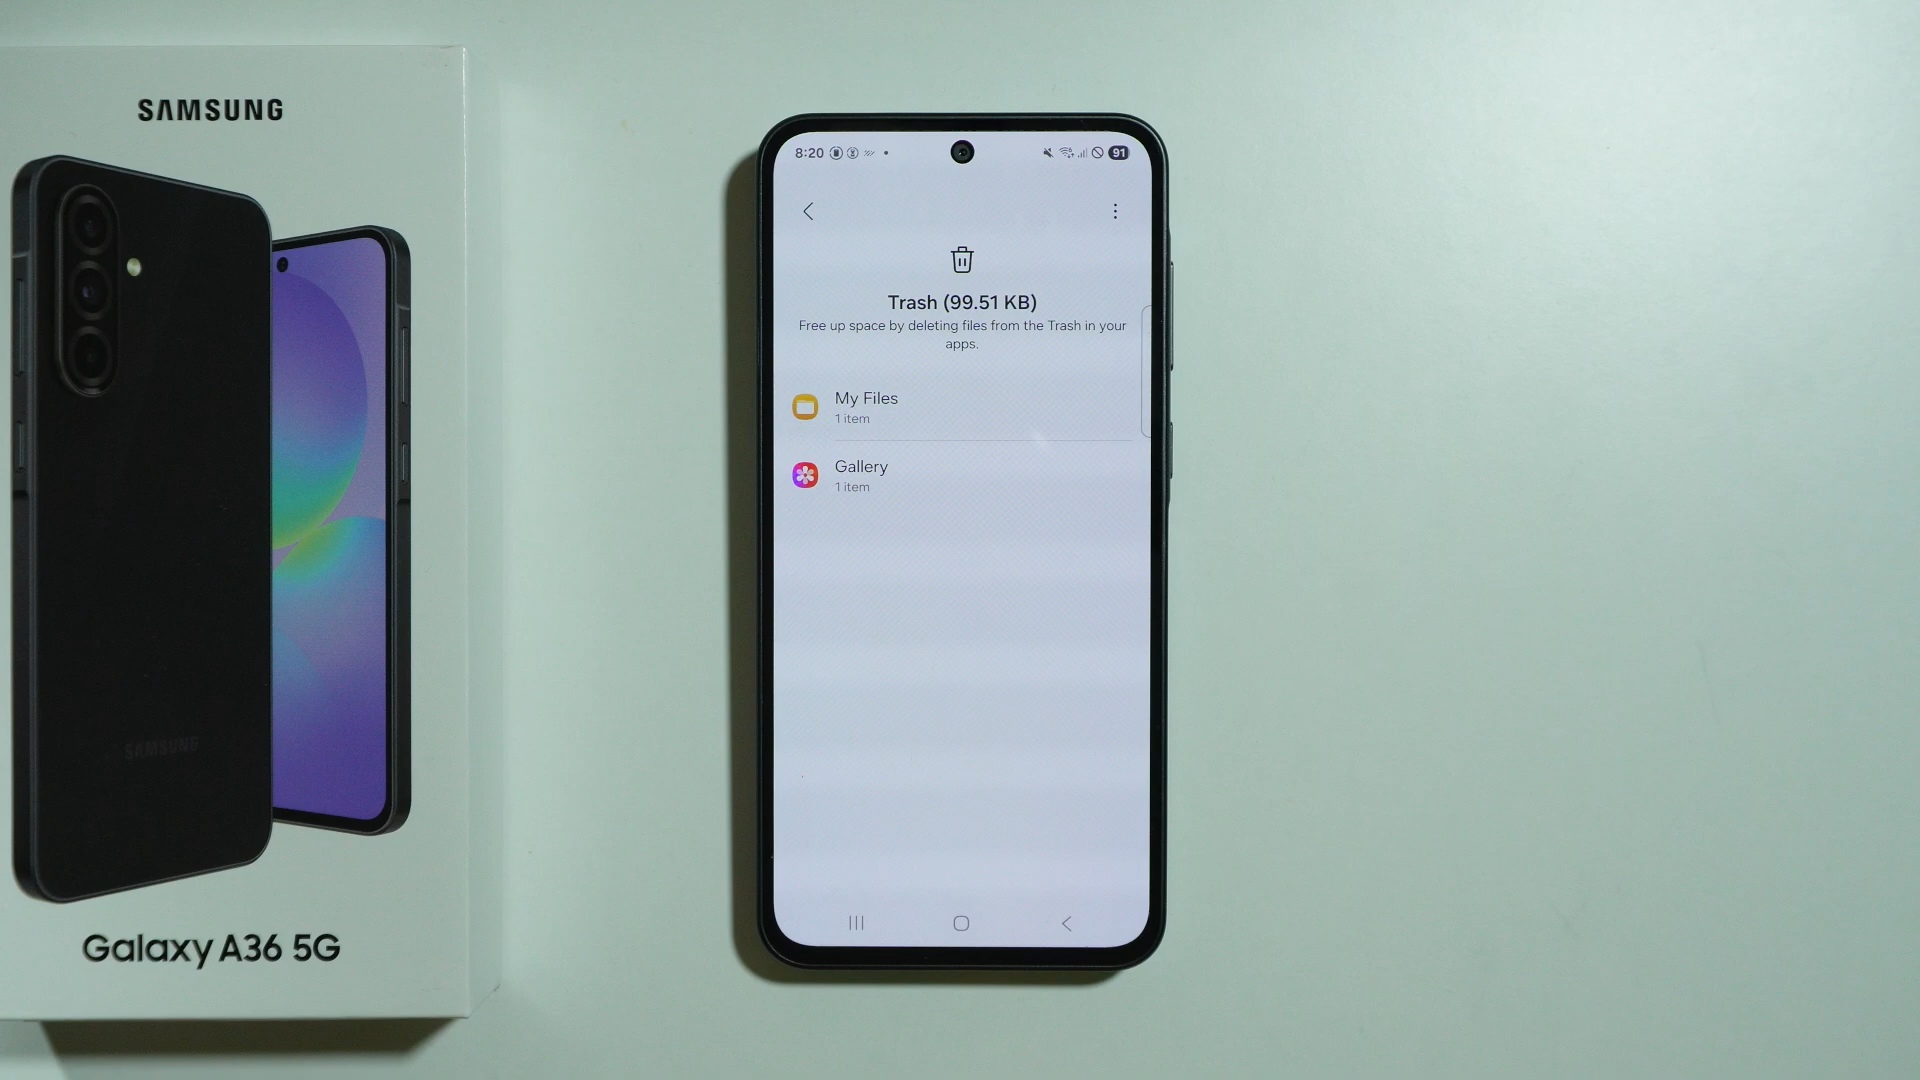 SAMSUNG
SAMSUNG
Galaxy A36 5G
8:20
91
Trash (99.51 KB)
Free up space by deleting files from the Trash in your
apps.
My Files
1 item
Gallery
1 item